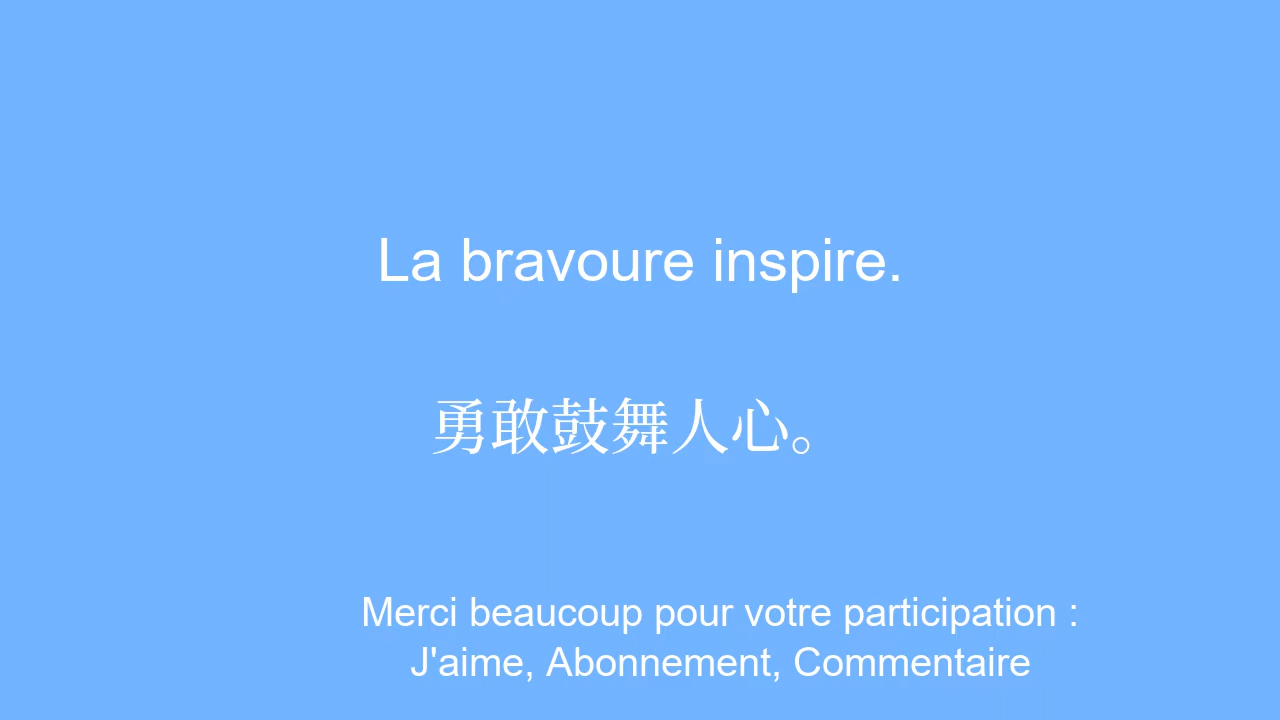 La bravoure inspire.
勇敢鼓舞人心。
Merci beaucoup pour votre participation :
J'aime, Abonnement, Commentaire